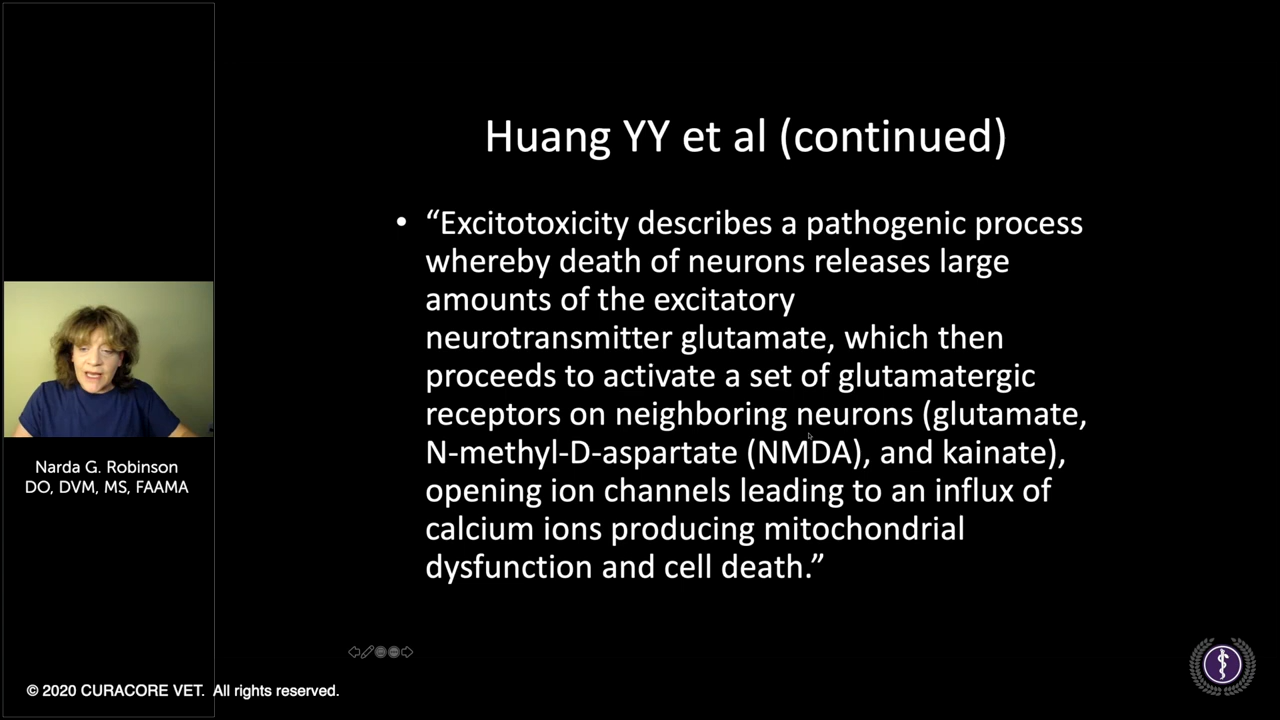 Huang YY et al (continued)
• “Excitotoxicity describes a pathogenic process
whereby death of neurons releases large
amounts of the excitatory
neurotransmitter glutamate, which then
proceeds to activate a set of glutamatergic
receptors on neighboring neurons (glutamate,
N-methyl-D-aspartate (NMDA), and kainate),
opening ion channels leading to an influx of
calcium ions producing mitochondrial
dysfunction and cell death.”
Narda G. Robinson
DO, DVM, MS, FAAMA
© 2020 CURACORE VET. All rights reserved.